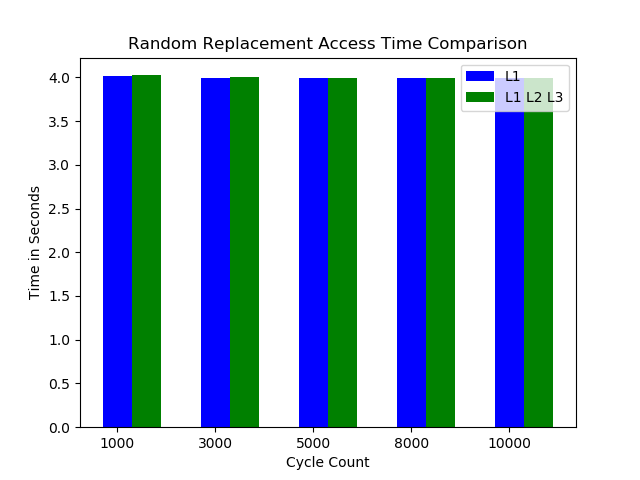 Random Replacement Access Time Comparison
4.0
3.5
3.0
2.5
2.0
1.5
1.0
0.5
0.0
Time in Seconds
L1
L1 L2 L3
1000
3000
5000
8000
10000
Cycle Count